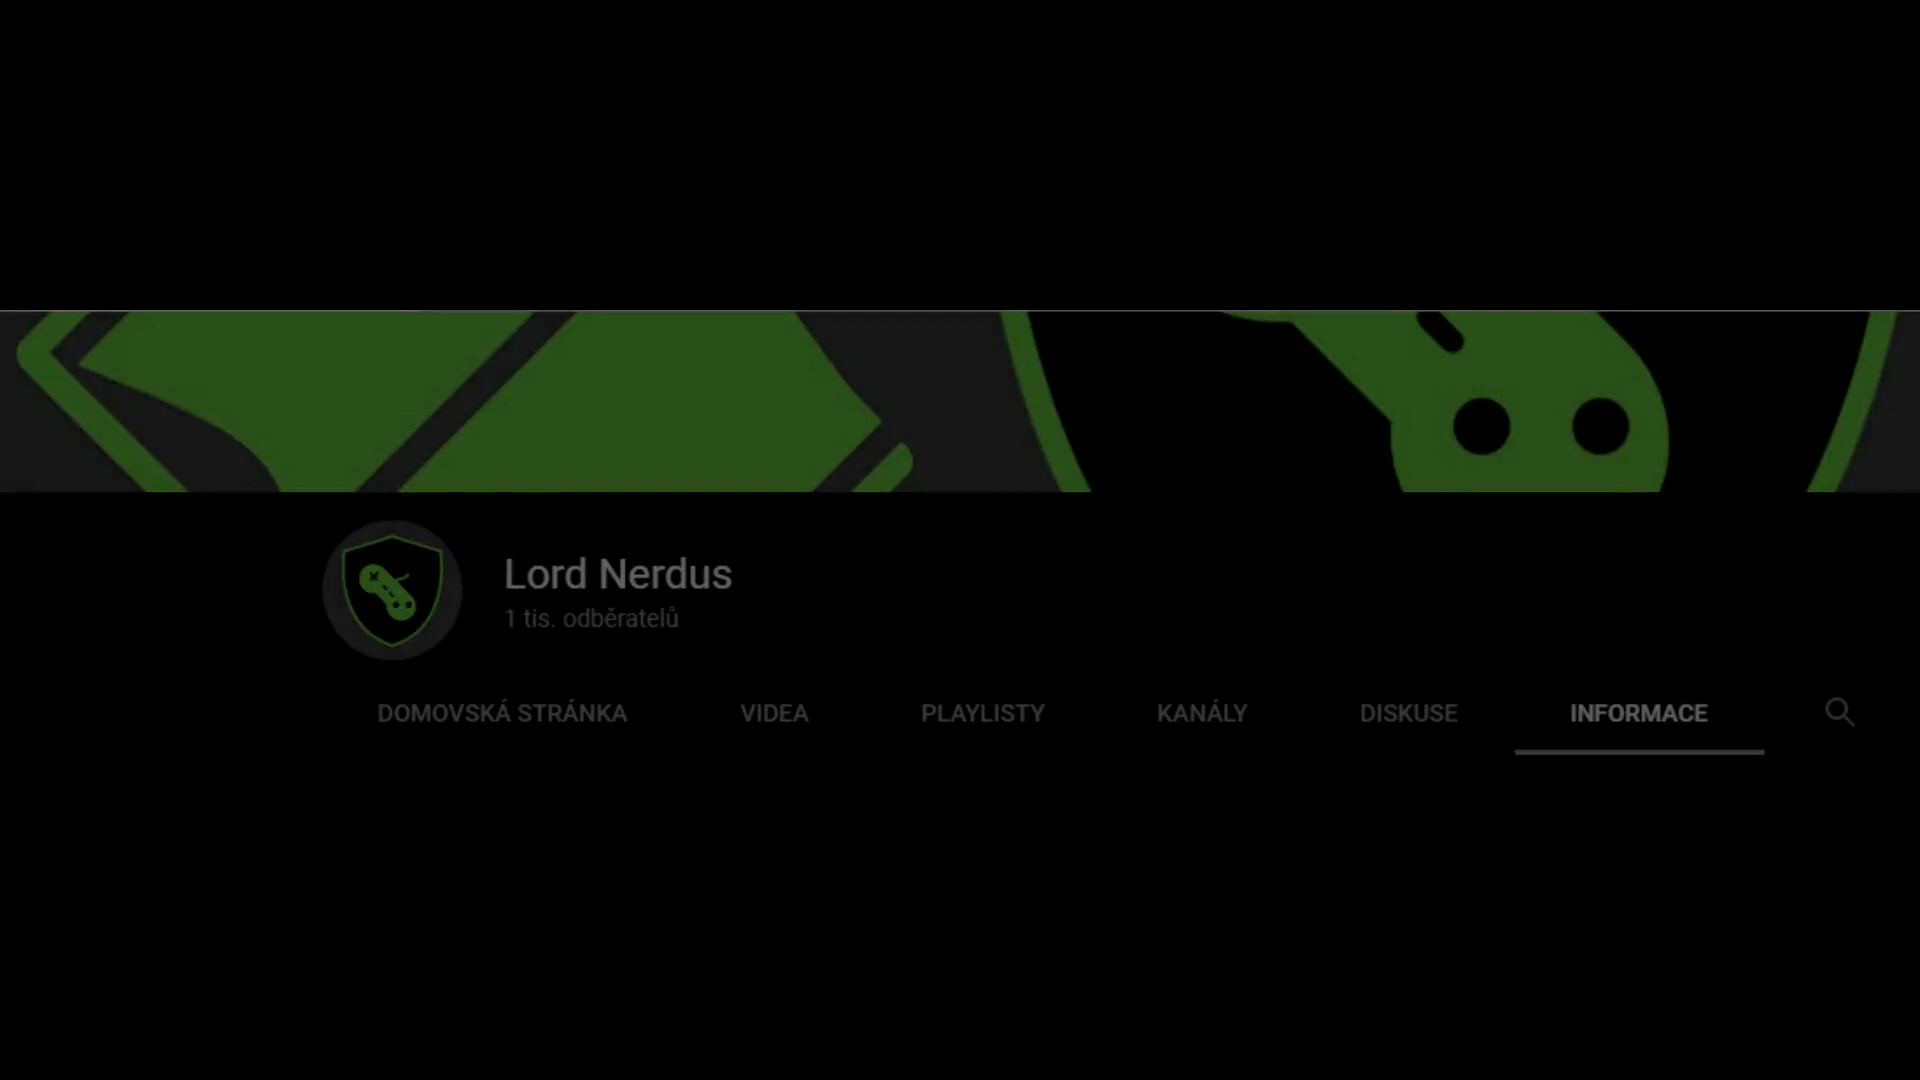 Lord Nerdus
1 tis. odběratelů
DOMOVSKÁ STRÁNKA VIDEA PLAYLISTY KANÁLY DISKUSE INFORMACE